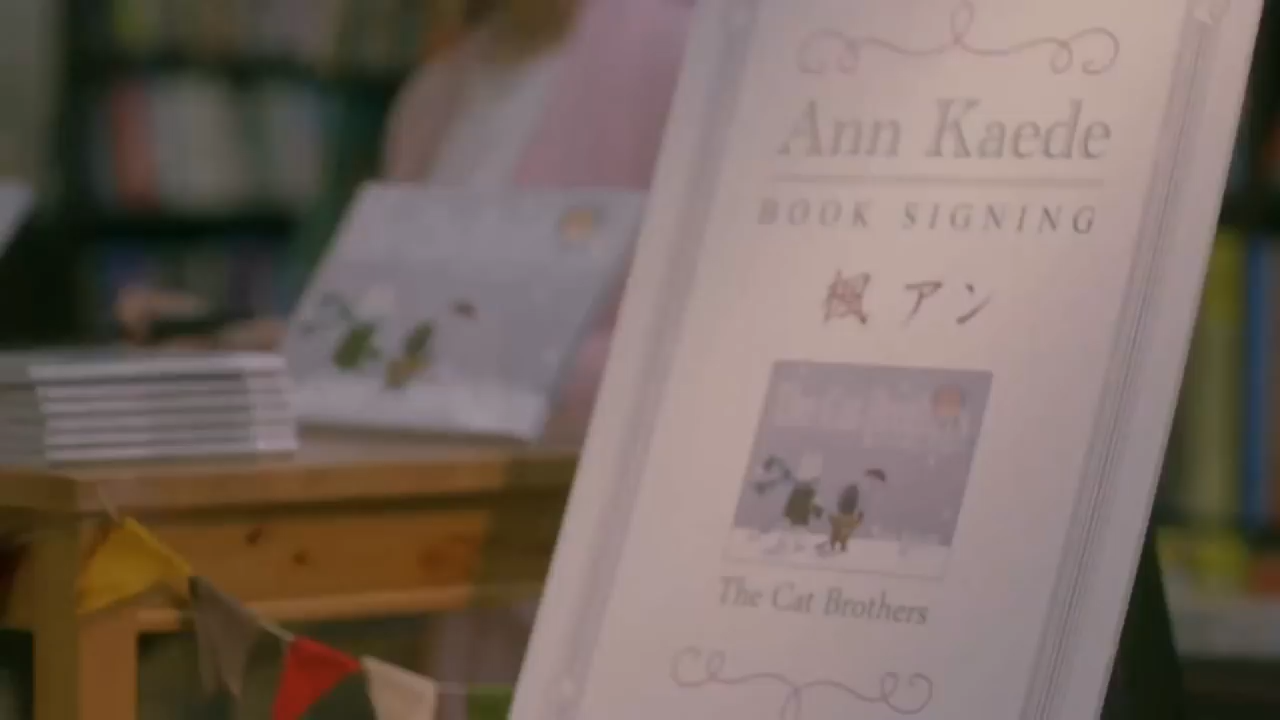 Ann Kaede
BOOK SIGNING
楓 アン
The Cat Brothers